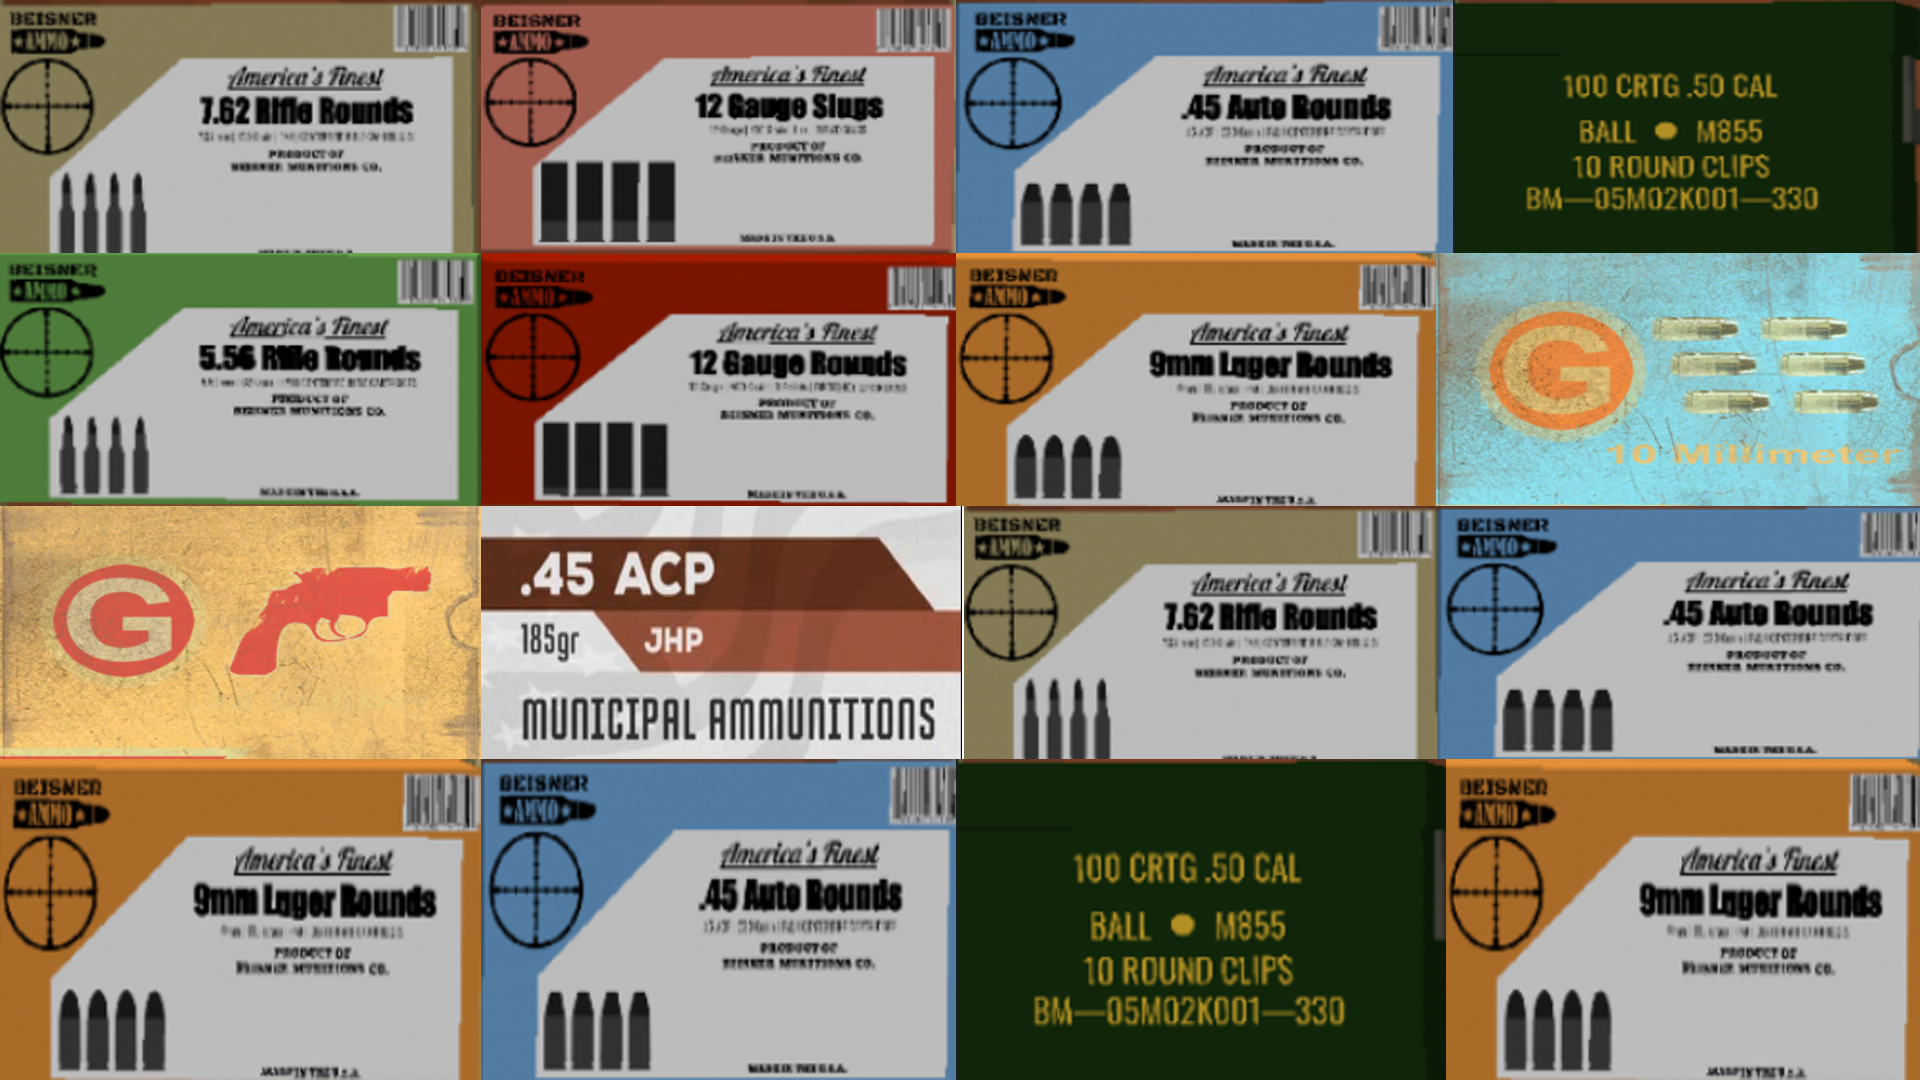 BEISNER
★AMMO★
America's Finest
7.62 Rifle Rounds
PRODUCT OF
BEISNER MUNITIONS CO.
BEISNER
★AMMO★
America's Finest
12 Gauge Slugs
PRODUCT OF
BEISNER MUNITIONS CO.
MADE IN THE U.S.A.
BEISNER
★AMMO★
America's Finest
.45 Auto Rounds
PRODUCT OF
BEISNER MUNITIONS CO.
MADE IN THE U.S.A.
100 CRTG .50 CAL
BALL ● M855
10 ROUND CLIPS
BM—05M02K001—330
BEISNER
★AMMO★
America's Finest
5.56 Rifle Rounds
PRODUCT OF
BEISNER MUNITIONS CO.
MADE IN THE U.S.A.
BEISNER
★AMMO★
America's Finest
12 Gauge Rounds
PRODUCT OF
BEISNER MUNITIONS CO.
MADE IN THE U.S.A.
BEISNER
★AMMO★
America's Finest
9mm Luger Rounds
PRODUCT OF
BEISNER MUNITIONS CO.
MADE IN THE U.S.A.
G
10 Millimeter
G
.45 ACP
185gr JHP
MUNICIPAL AMMUNITIONS
BEISNER
★AMMO★
America's Finest
7.62 Rifle Rounds
PRODUCT OF
BEISNER MUNITIONS CO.
BEISNER
★AMMO★
America's Finest
.45 Auto Rounds
PRODUCT OF
BEISNER MUNITIONS CO.
MADE IN THE U.S.A.
BEISNER
★AMMO★
America's Finest
9mm Luger Rounds
PRODUCT OF
BEISNER MUNITIONS CO.
MADE IN THE U.S.A.
BEISNER
★AMMO★
America's Finest
.45 Auto Rounds
PRODUCT OF
BEISNER MUNITIONS CO.
MADE IN THE U.S.A.
100 CRTG .50 CAL
BALL ● M855
10 ROUND CLIPS
BM—05M02K001—330
BEISNER
★AMMO★
America's Finest
9mm Luger Rounds
PRODUCT OF
BEISNER MUNITIONS CO.
MADE IN THE U.S.A.